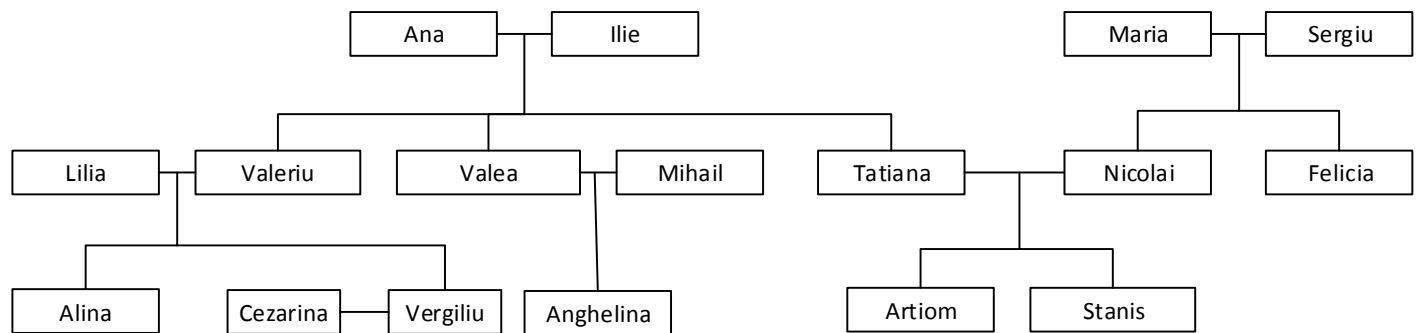 Ana
Ilie
Maria
Sergiu
Lilia
Valeriu
Valea
Mihail
Tatiana
Nicolai
Felicia
Alina
Cezarina
Vergiliu
Anghelina
Artiom
Stanis